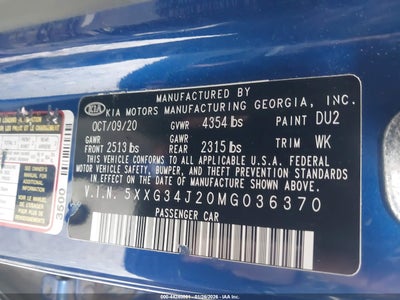 MANUFACTURED BY
KIA KIA MOTORS MANUFACTURING GEORGIA, INC.
OCT/09/20 GVWR 4354 lbs PAINT DU2
GAWR GAWR
FRONT 2513 lbs REAR 2315 lbs TRIM WK
THIS VEHICLE CONFORMS TO ALL APPLICABLE U.S.A. FEDERAL
MOTOR VEHICLE SAFETY, BUMPER, AND THEFT PREVENTION
STANDARDS IN EFFECT ON THE DATE OF MANUFACTURE SHOWN ABOVE.
V.I.N. 5XXG34J20MG036370
PASSENGER CAR
3500